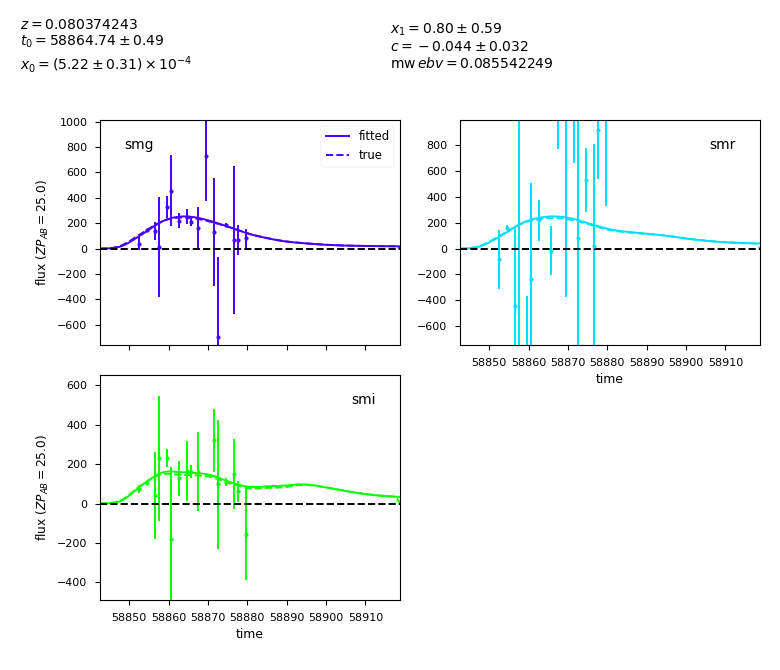 z = 0.080374243
t₀ = 58864.74 ± 0.49
x₀ = (5.22 ± 0.31) × 10⁻⁴
x₁ = 0.80 ± 0.59
c = −0.044 ± 0.032
mw ebv = 0.085542249
smg
fitted
true
1000
800
600
400
200
0
−200
−400
−600
flux (ZP_AB = 25.0)
smr
800
600
400
200
0
−200
−400
−600
58850 58860 58870 58880 58890 58900 58910
time
smi
600
400
200
0
−200
−400
flux (ZP_AB = 25.0)
58850 58860 58870 58880 58890 58900 58910
time